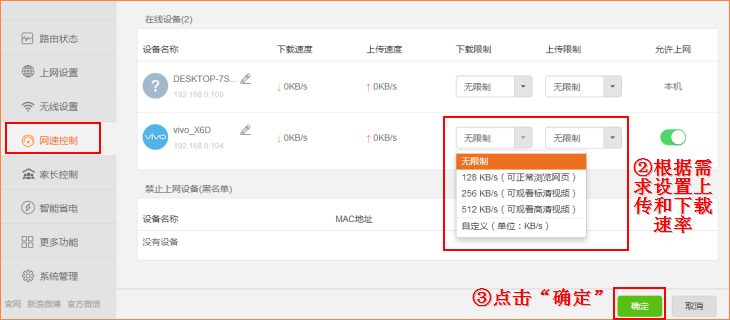 路由状态
上网设置
无线设置
网速控制
家长控制
智能省电
更多功能
系统管理
官网 新浪微博 官方微信
在线设备(2)
设备名称 下载速度 上传速度 下载限制 上传限制 允许上网
? DESKTOP-7S... ↓ 0KB/s ↑ 0KB/s 无限制 无限制 本机
192.168.0.100
vivo vivo_X6D ↓ 0KB/s ↑ 0KB/s 无限制 无限制
192.168.0.104
无限制
128 KB/s（可正常浏览网页）
256 KB/s（可观看标清视频）
512 KB/s（可观看高清视频）
自定义（单位：KB/s）
②根据需
求设置上
传和下载
速率
禁止上网设备(黑名单)
设备名称 MAC地址
没有设备
③点击“确定”
确定 取消